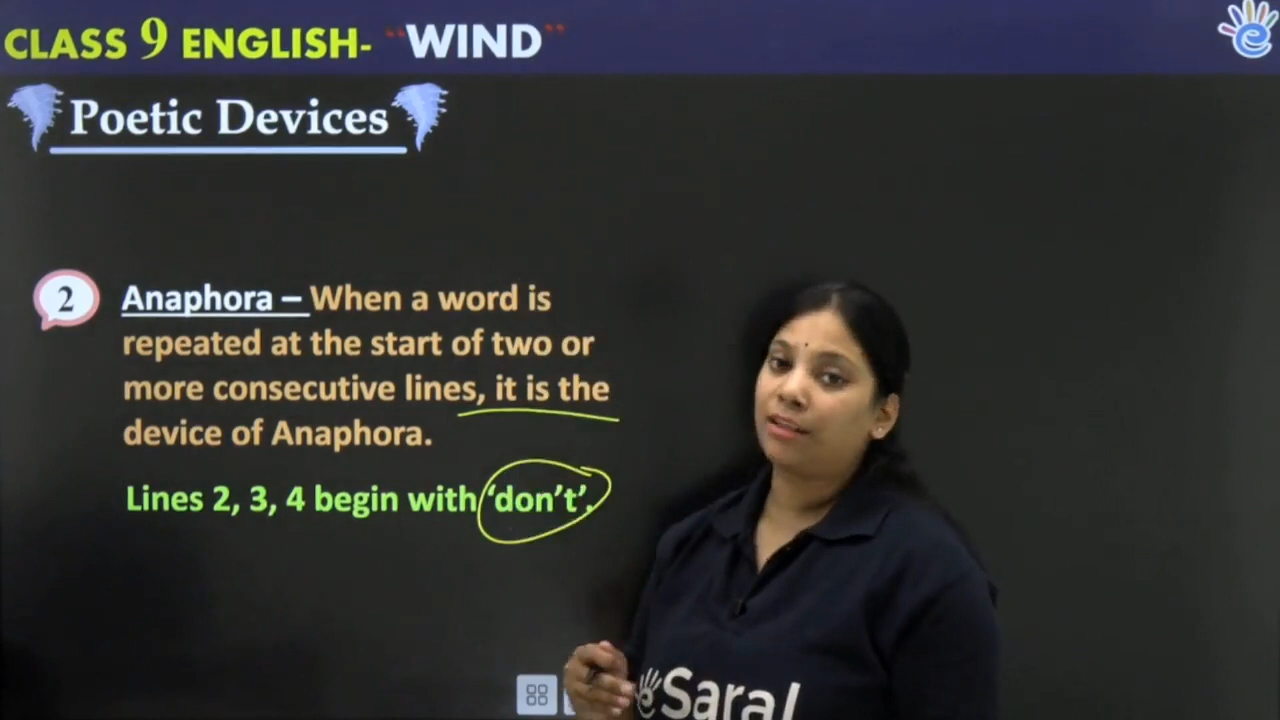 CLASS 9 ENGLISH- "WIND"
Poetic Devices
2
Anaphora – When a word is
repeated at the start of two or
more consecutive lines, it is the
device of Anaphora.
Lines 2, 3, 4 begin with 'don't'.
eSaral